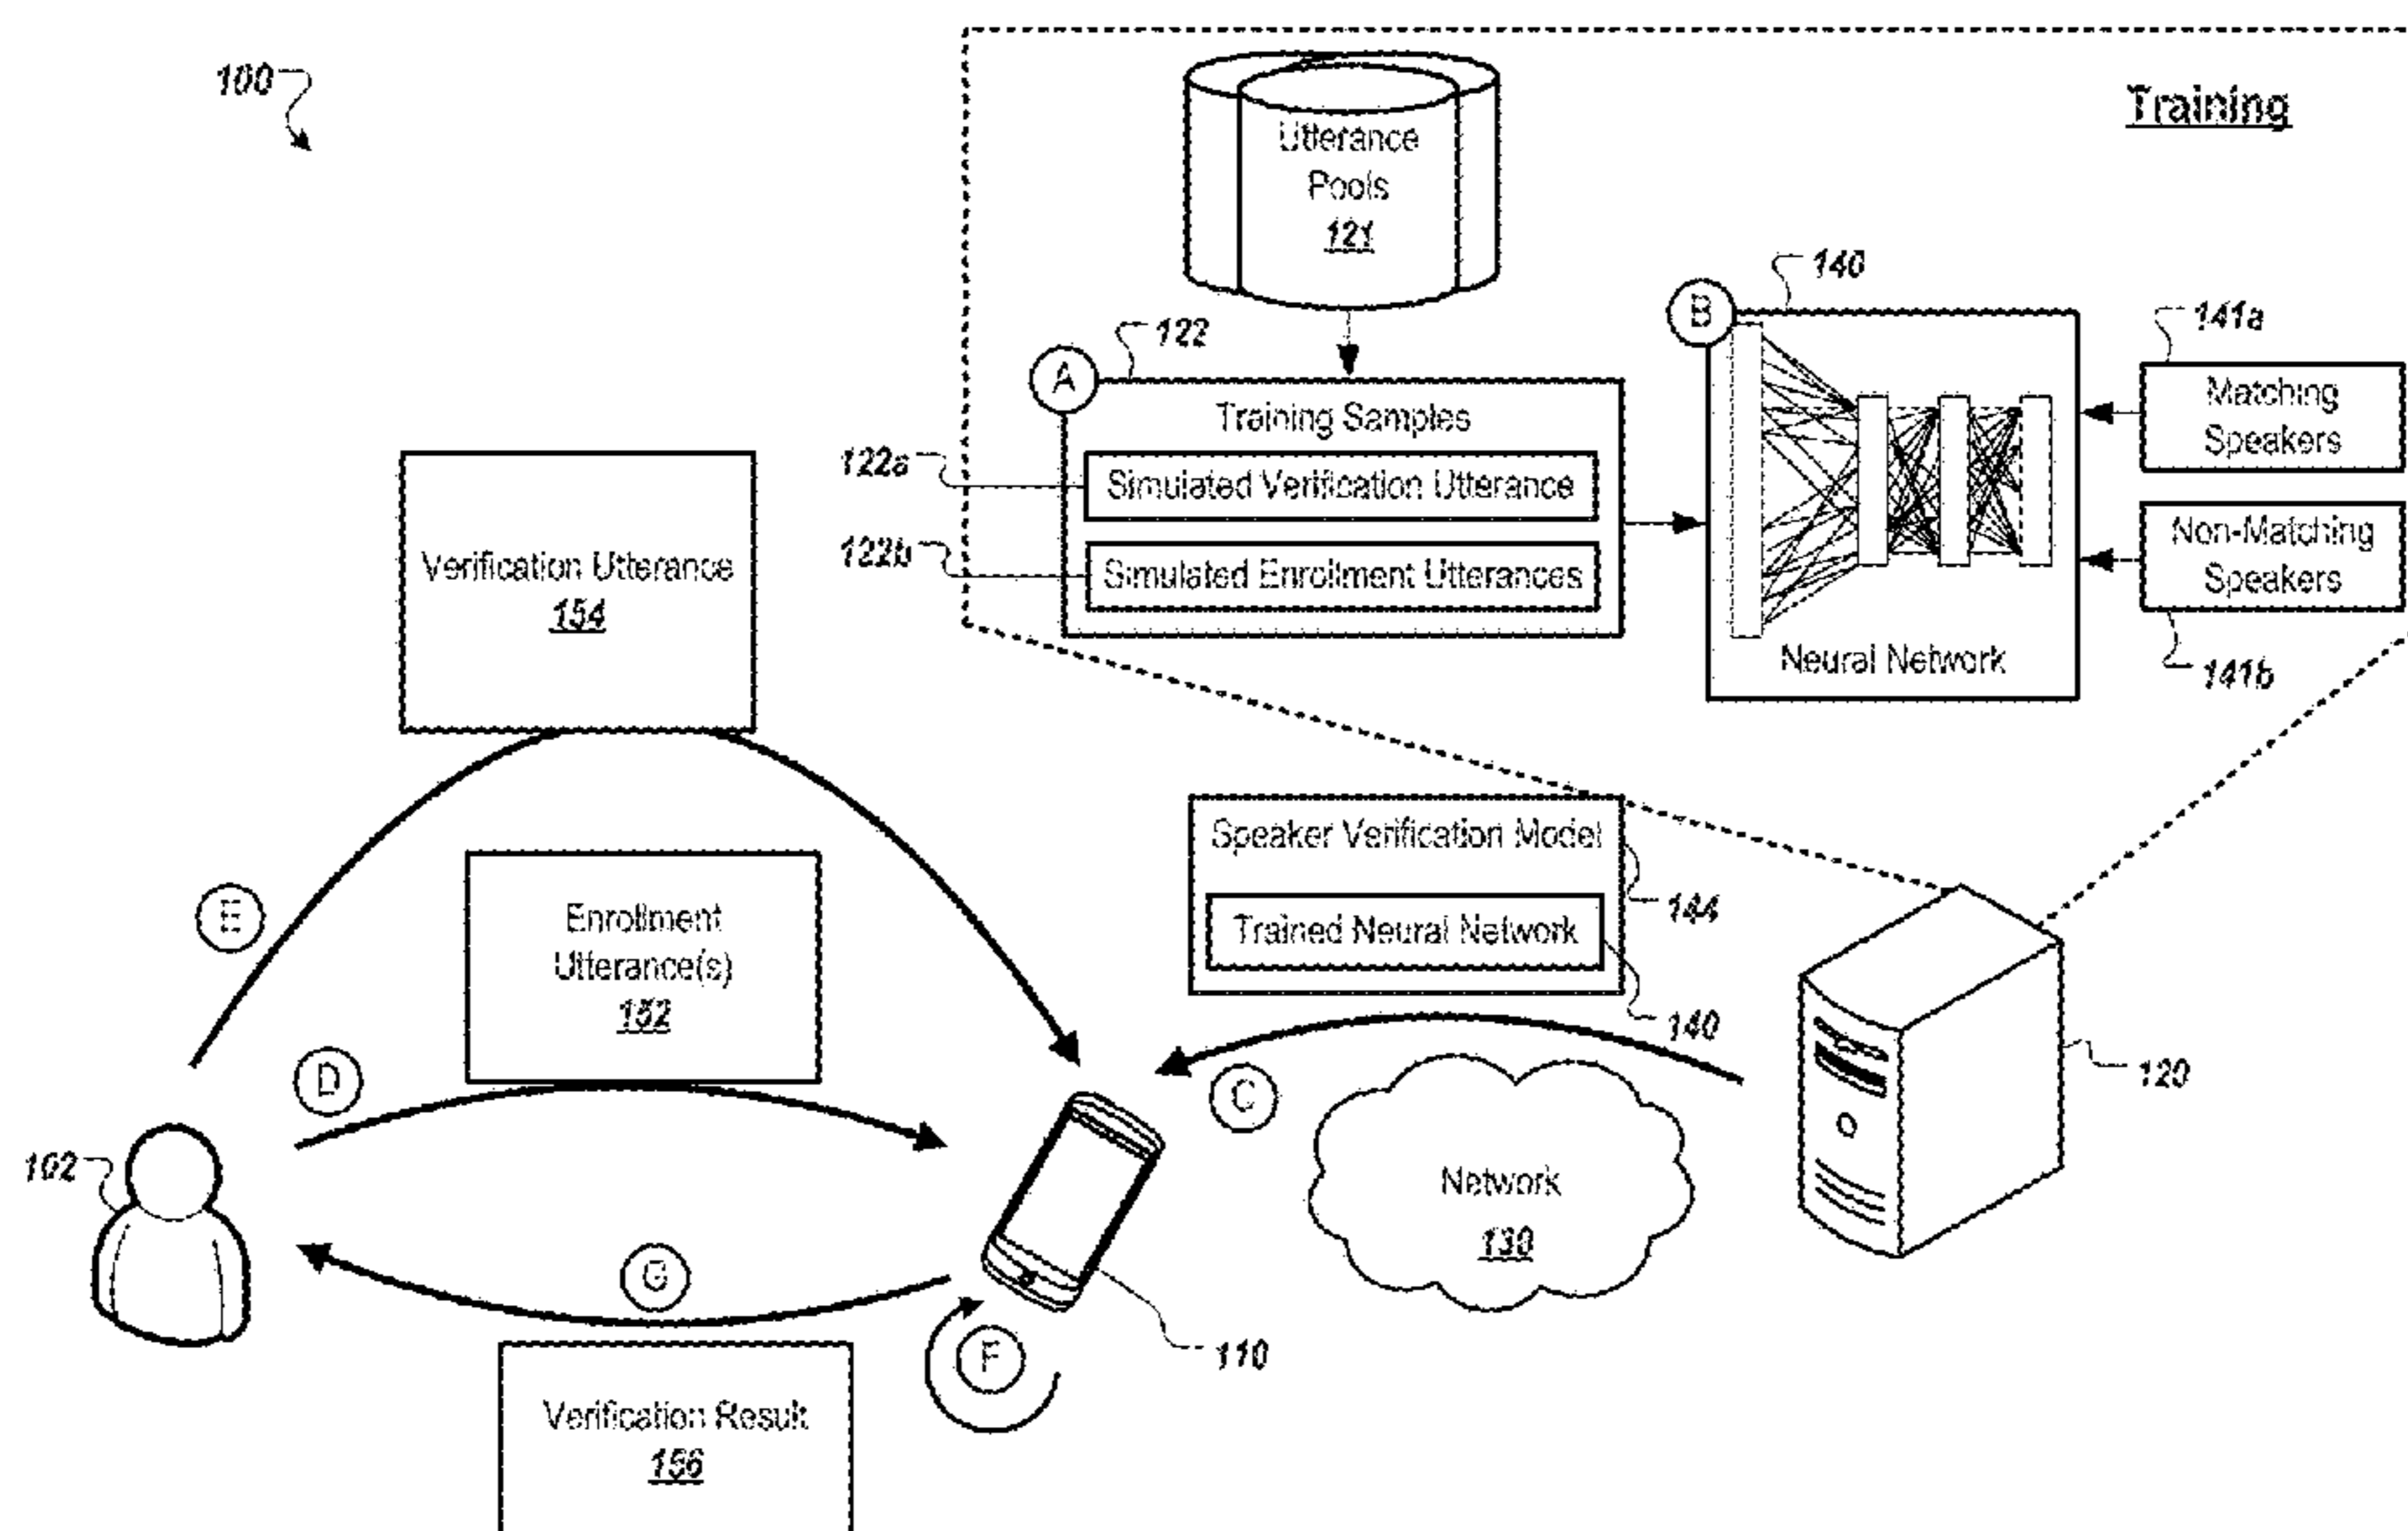 100
Training
Utterance
Pools
121
140
B
141a
Matching
Speakers
122
A
Training Samples
122a
Simulated Verification Utterance
122b
Simulated Enrollment Utterances
Non-Matching
Speakers
141b
Neural Network
Verification Utterance
154
Speaker Verification Model
144
Trained Neural Network
140
E
Enrollment
Utterance(s)
152
D
C
120
102
Network
130
G
F
110
Verification Result
156